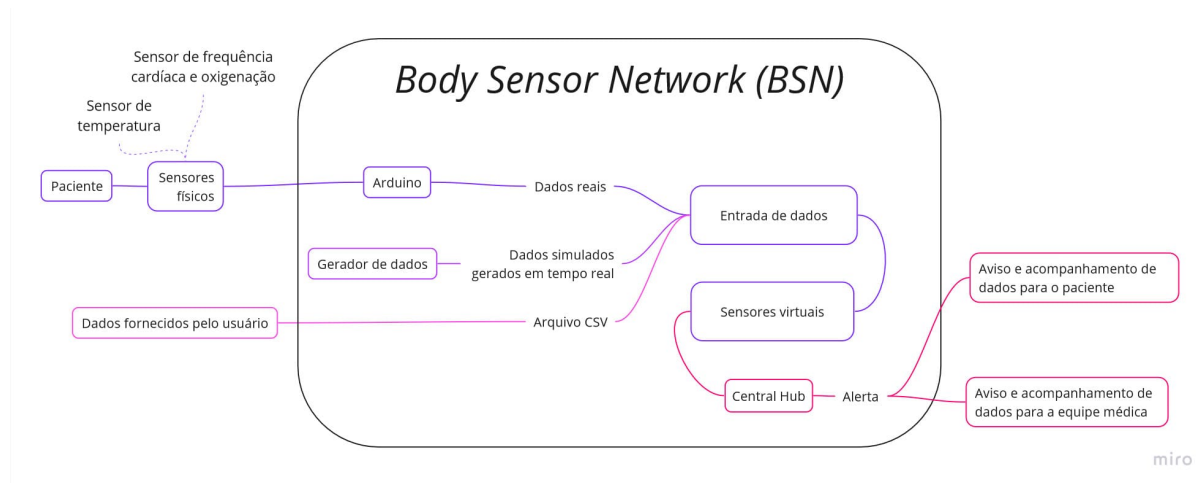 Sensor de frequência
cardíaca e oxigenação
Sensor de
temperatura
Body Sensor Network (BSN)
Paciente
Sensores
físicos
Arduino
Dados reais
Entrada de dados
Gerador de dados
Dados simulados
gerados em tempo real
Aviso e acompanhamento de
dados para o paciente
Dados fornecidos pelo usuário
Arquivo CSV
Sensores virtuais
Central Hub
Alerta
Aviso e acompanhamento de
dados para a equipe médica
miro